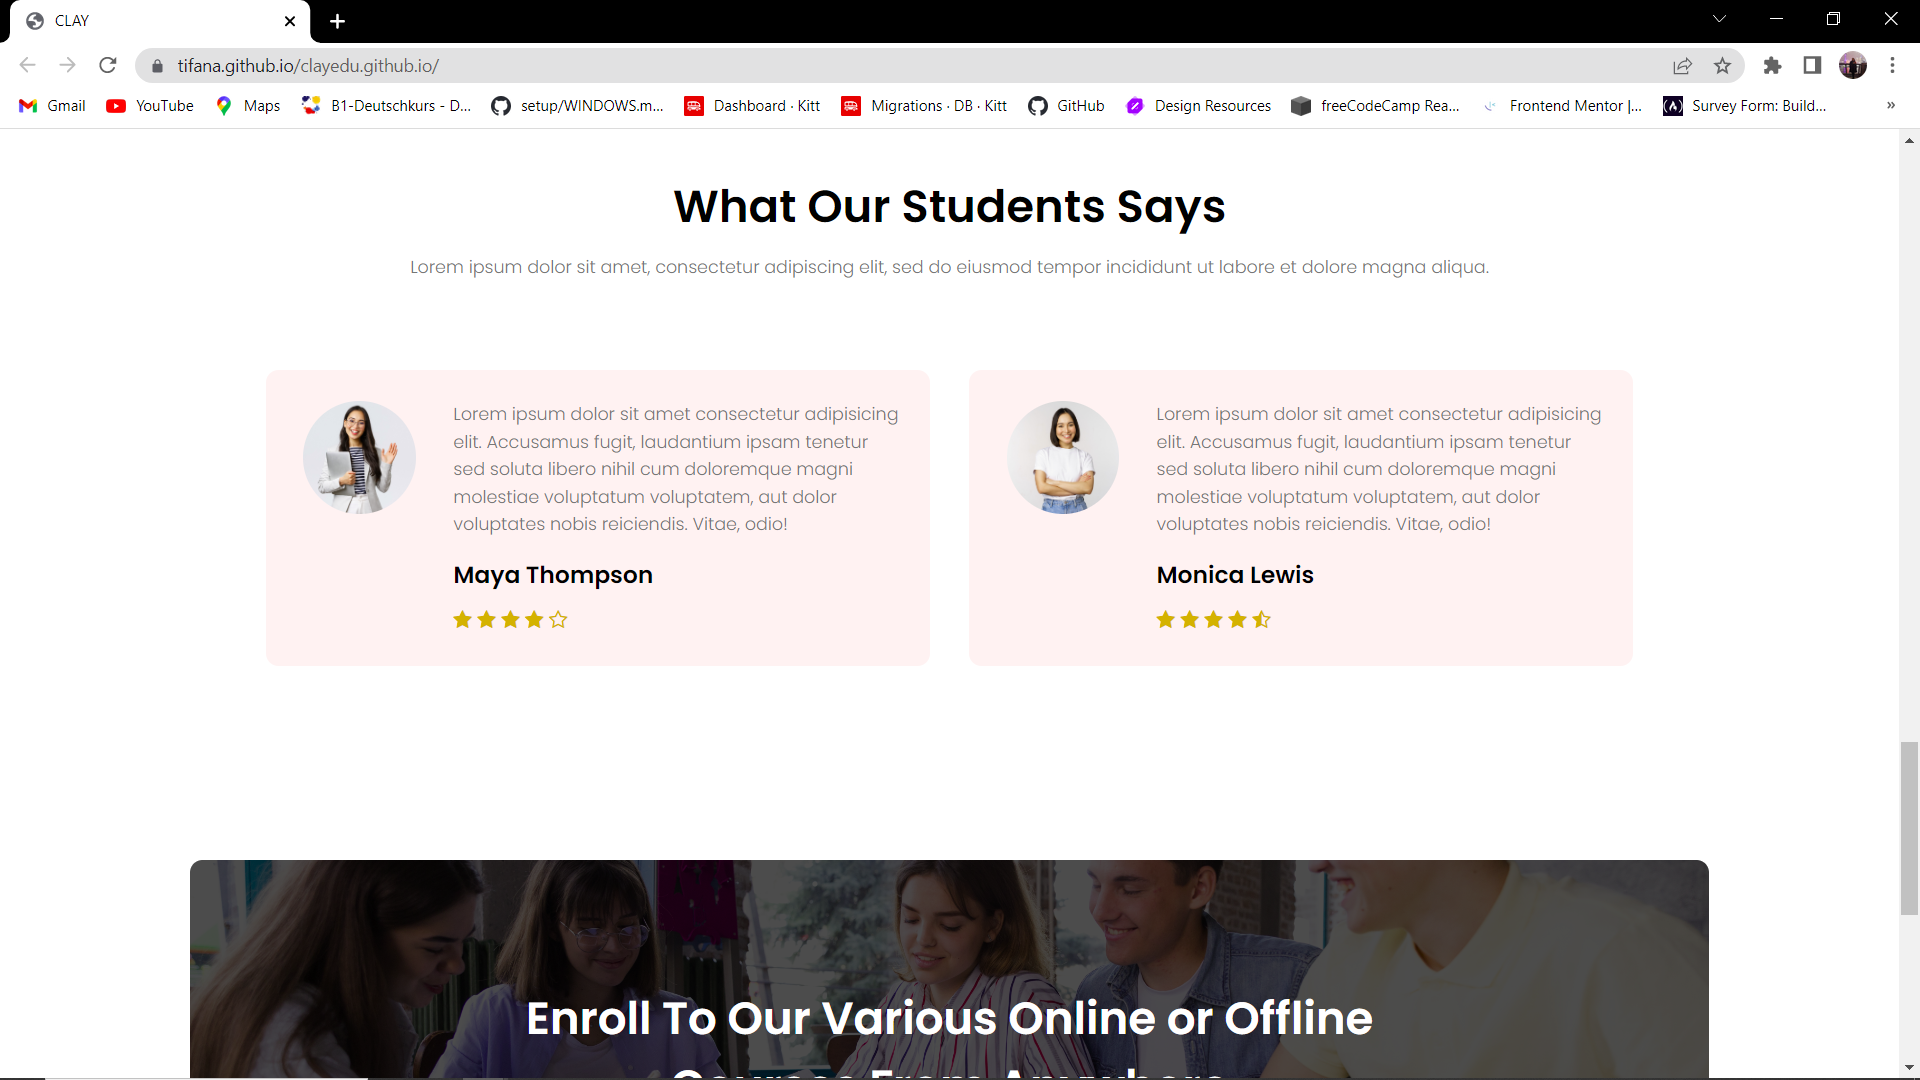 CLAY
tifana.github.io/clayedu.github.io/
Gmail YouTube Maps B1-Deutschkurs - D... setup/WINDOWS.m... Dashboard · Kitt Migrations · DB · Kitt GitHub Design Resources freeCodeCamp Rea... Frontend Mentor |... Survey Form: Build... »
What Our Students Says
Lorem ipsum dolor sit amet, consectetur adipiscing elit, sed do eiusmod tempor incididunt ut labore et dolore magna aliqua.
Lorem ipsum dolor sit amet consectetur adipisicing
elit. Accusamus fugit, laudantium ipsam tenetur
sed soluta libero nihil cum doloremque magni
molestiae voluptatum voluptatem, aut dolor
voluptates nobis reiciendis. Vitae, odio!
Maya Thompson
Lorem ipsum dolor sit amet consectetur adipisicing
elit. Accusamus fugit, laudantium ipsam tenetur
sed soluta libero nihil cum doloremque magni
molestiae voluptatum voluptatem, aut dolor
voluptates nobis reiciendis. Vitae, odio!
Monica Lewis
Enroll To Our Various Online or Offline
Courses From Anywhere